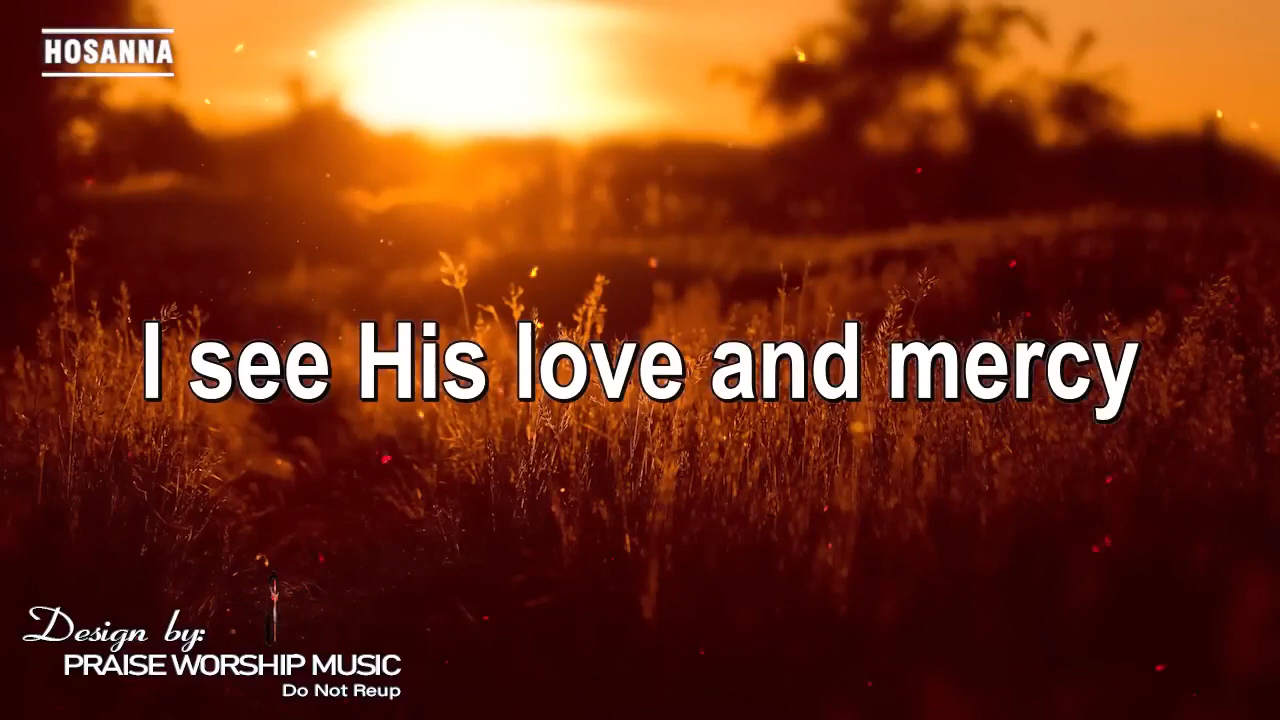 HOSANNA
I see His love and mercy
Design by:
PRAISE WORSHIP MUSIC
Do Not Reup